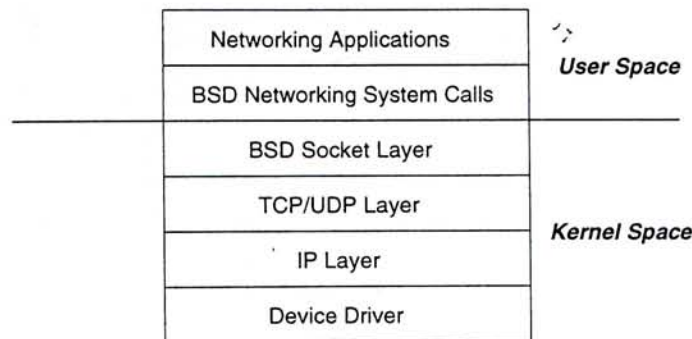 Networking Applications
User Space
BSD Networking System Calls
BSD Socket Layer
TCP/UDP Layer
Kernel Space
IP Layer
Device Driver